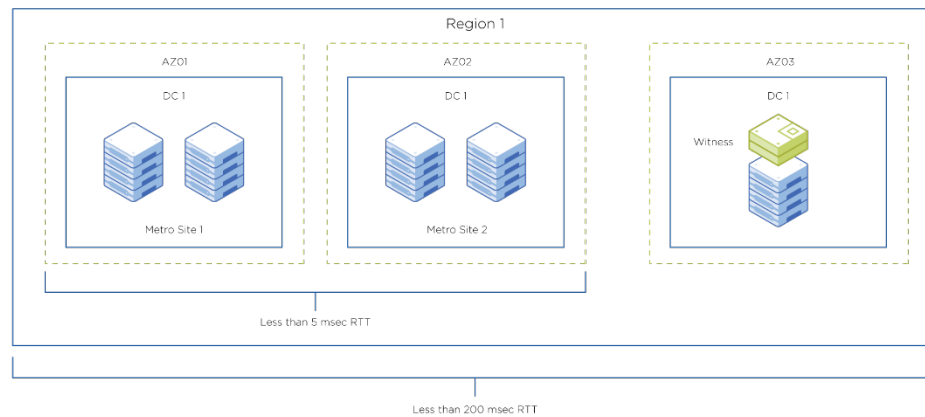 Region 1
AZ01
AZ02
AZ03
DC 1
DC 1
DC 1
Witness
Metro Site 1
Metro Site 2
Less than 5 msec RTT
Less than 200 msec RTT